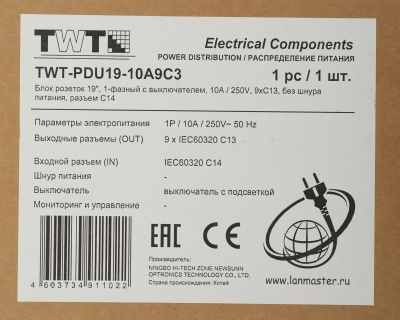 TWT
Electrical Components
POWER DISTRIBUTION / РАСПРЕДЕЛЕНИЕ ПИТАНИЯ
TWT-PDU19-10A9C3 1 pc / 1 шт.
Блок розеток 19", 1-фазный с выключателем, 10A / 250V, 9xC13, без шнура
питания, разъем C14
Параметры электропитания 1P / 10A / 250V~ 50 Hz
Выходные разъемы (OUT) 9 x IEC60320 C13
Входной разъем (IN) IEC60320 C14
Шнур питания -
Выключатель выключатель с подсветкой
Мониторинг и управление -
EAC CE
Производитель:
NINGBO HI-TECH ZONE NEWSUNN
OPTOELECTRONIC TECHNOLOGY CO., LTD
Страна происхождения: Китай
4 603734 911022
www.lanmaster.ru